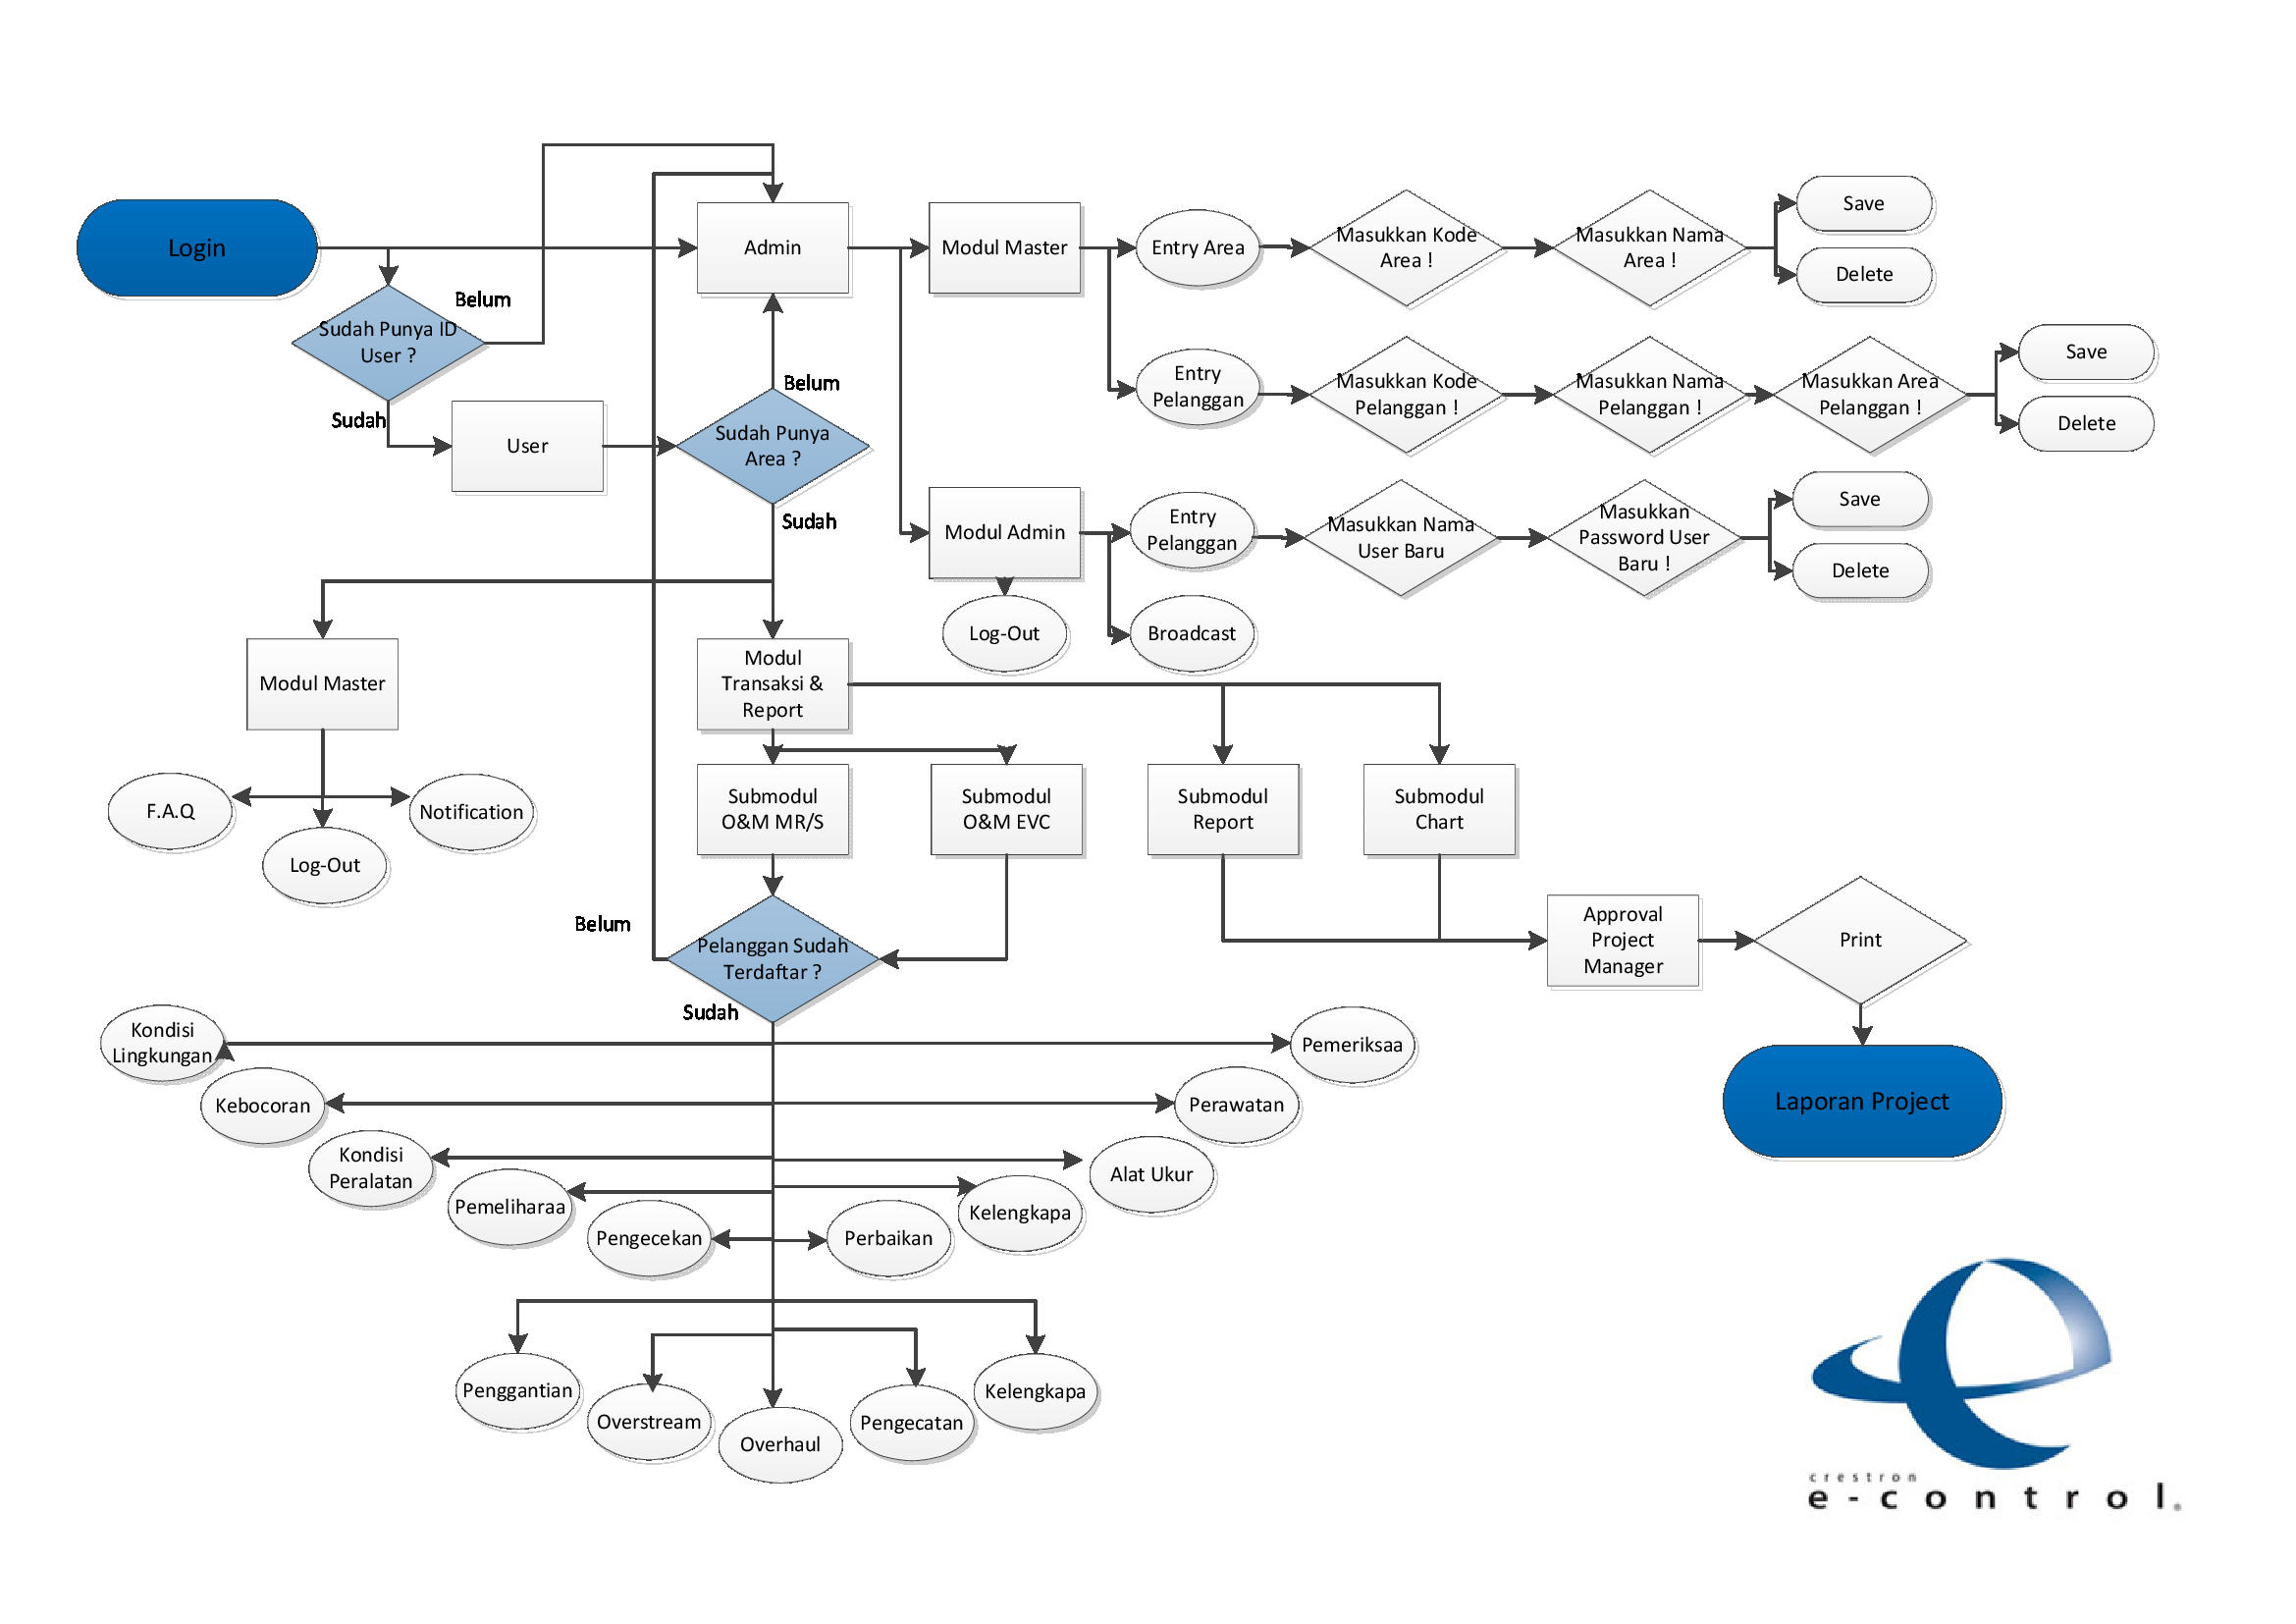 Login
Belum
Sudah Punya ID
User ?
Sudah
User
Admin
Belum
Sudah Punya
Area ?
Sudah
Modul Master
Entry Area
Masukkan Kode
Area !
Masukkan Nama
Area !
Save
Delete
Entry
Pelanggan
Masukkan Kode
Pelanggan !
Masukkan Nama
Pelanggan !
Masukkan Area
Pelanggan !
Save
Delete
Modul Admin
Entry
Pelanggan
Masukkan Nama
User Baru
Masukkan
Password User
Baru !
Save
Delete
Log-Out
Broadcast
Modul Master
F.A.Q
Log-Out
Notification
Modul
Transaksi &
Report
Submodul
O&M MR/S
Submodul
O&M EVC
Submodul
Report
Submodul
Chart
Belum
Pelanggan Sudah
Terdaftar ?
Sudah
Approval
Project
Manager
Print
Laporan Project
Kondisi
Lingkungan
Pemeriksaa
Kebocoran
Perawatan
Kondisi
Peralatan
Alat Ukur
Pemeliharaa
Kelengkapa
Pengecekan
Perbaikan
Penggantian
Overstream
Overhaul
Pengecatan
Kelengkapa
crestron
e-control®